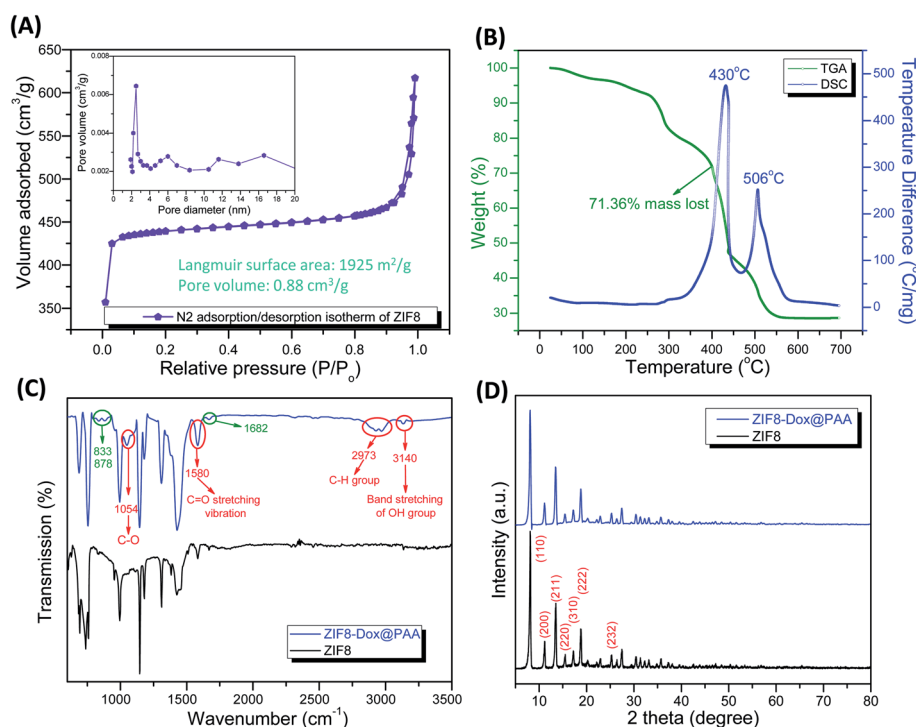 (A)
Volume adsorbed (cm³/g)
650
600
550
500
450
400
350
0.0
0.2
0.4
0.6
0.8
1.0
Relative pressure (P/Pₒ)
Pore volume (cm³/g)
0.008
0.006
0.004
0.002
0.000
0
2
4
6
8
10
12
14
16
18
20
Pore diameter (nm)
Langmuir surface area: 1925 m²/g
Pore volume: 0.88 cm³/g
N2 adsorption/desorption isotherm of ZIF8
(B)
Weight (%)
100
90
80
70
60
50
40
30
0
100
200
300
400
500
600
700
Temperature (°C)
Temperature Difference (°C/mg)
500
400
300
200
100
0
430°C
506°C
71.36% mass lost
TGA
DSC
(C)
Transmission (%)
833
878
1054
C-O
1580
C=O stretching
vibration
1682
2973
C-H group
3140
Band stretching
of OH group
ZIF8-Dox@PAA
ZIF8
1000
1500
2000
2500
3000
3500
Wavenumber (cm⁻¹)
(D)
Intensity (a.u.)
ZIF8-Dox@PAA
ZIF8
(110)
(200)
(211)
(220)
(310)
(222)
(232)
10
20
30
40
50
60
70
80
2 theta (degree)